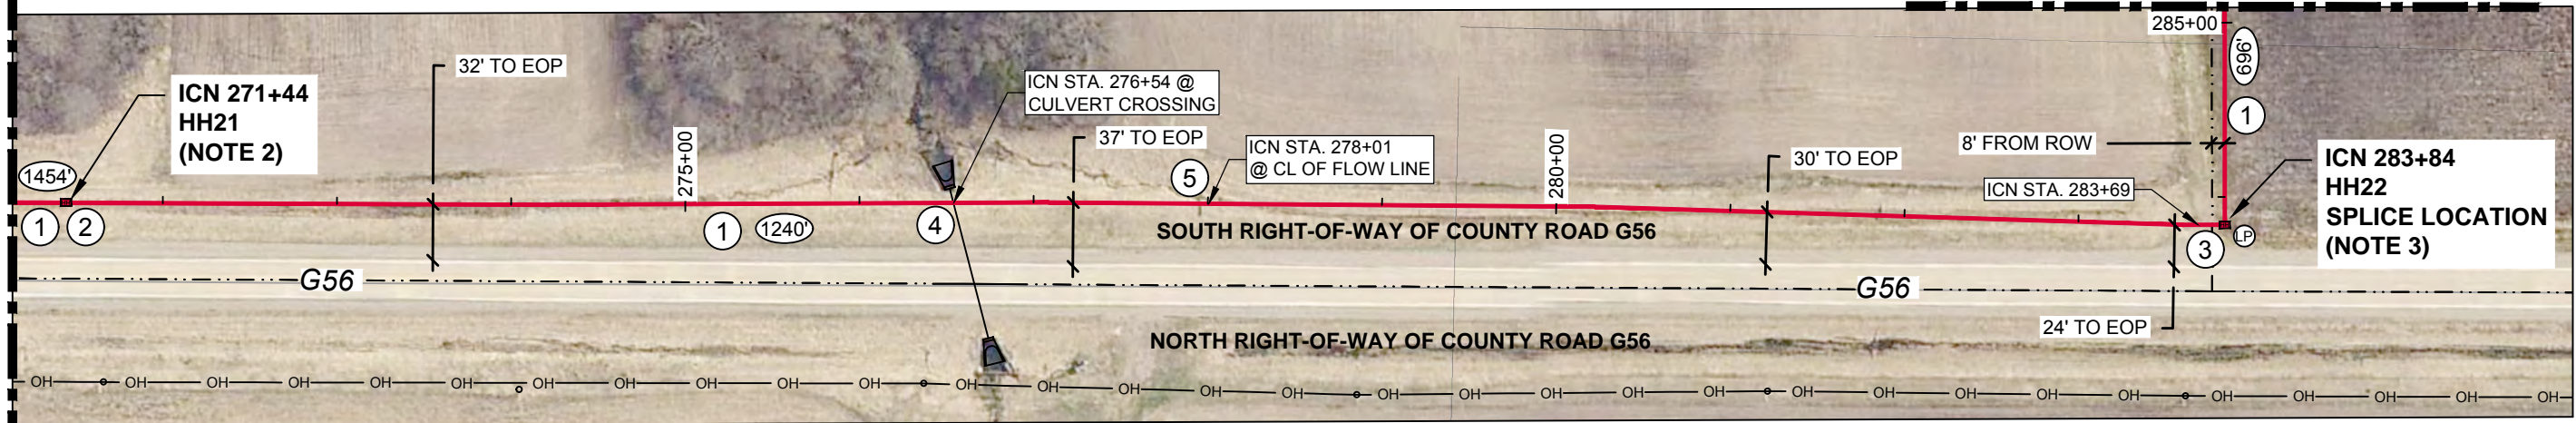 285+00
696'
32' TO EOP
ICN 271+44
HH21
(NOTE 2)
ICN STA. 276+54 @
CULVERT CROSSING
1
37' TO EOP
275+00
280+00
ICN STA. 278+01
@ CL OF FLOW LINE
30' TO EOP
8' FROM ROW
ICN 283+84
HH22
SPLICE LOCATION
(NOTE 3)
1454'
5
ICN STA. 283+69
1
2
1
1240'
4
SOUTH RIGHT-OF-WAY OF COUNTY ROAD G56
3
LP
G56
G56
24' TO EOP
NORTH RIGHT-OF-WAY OF COUNTY ROAD G56
OH OH OH OH OH OH OH OH OH OH OH OH OH OH OH OH OH OH OH OH OH OH OH OH OH OH OH OH OH OH OH OH